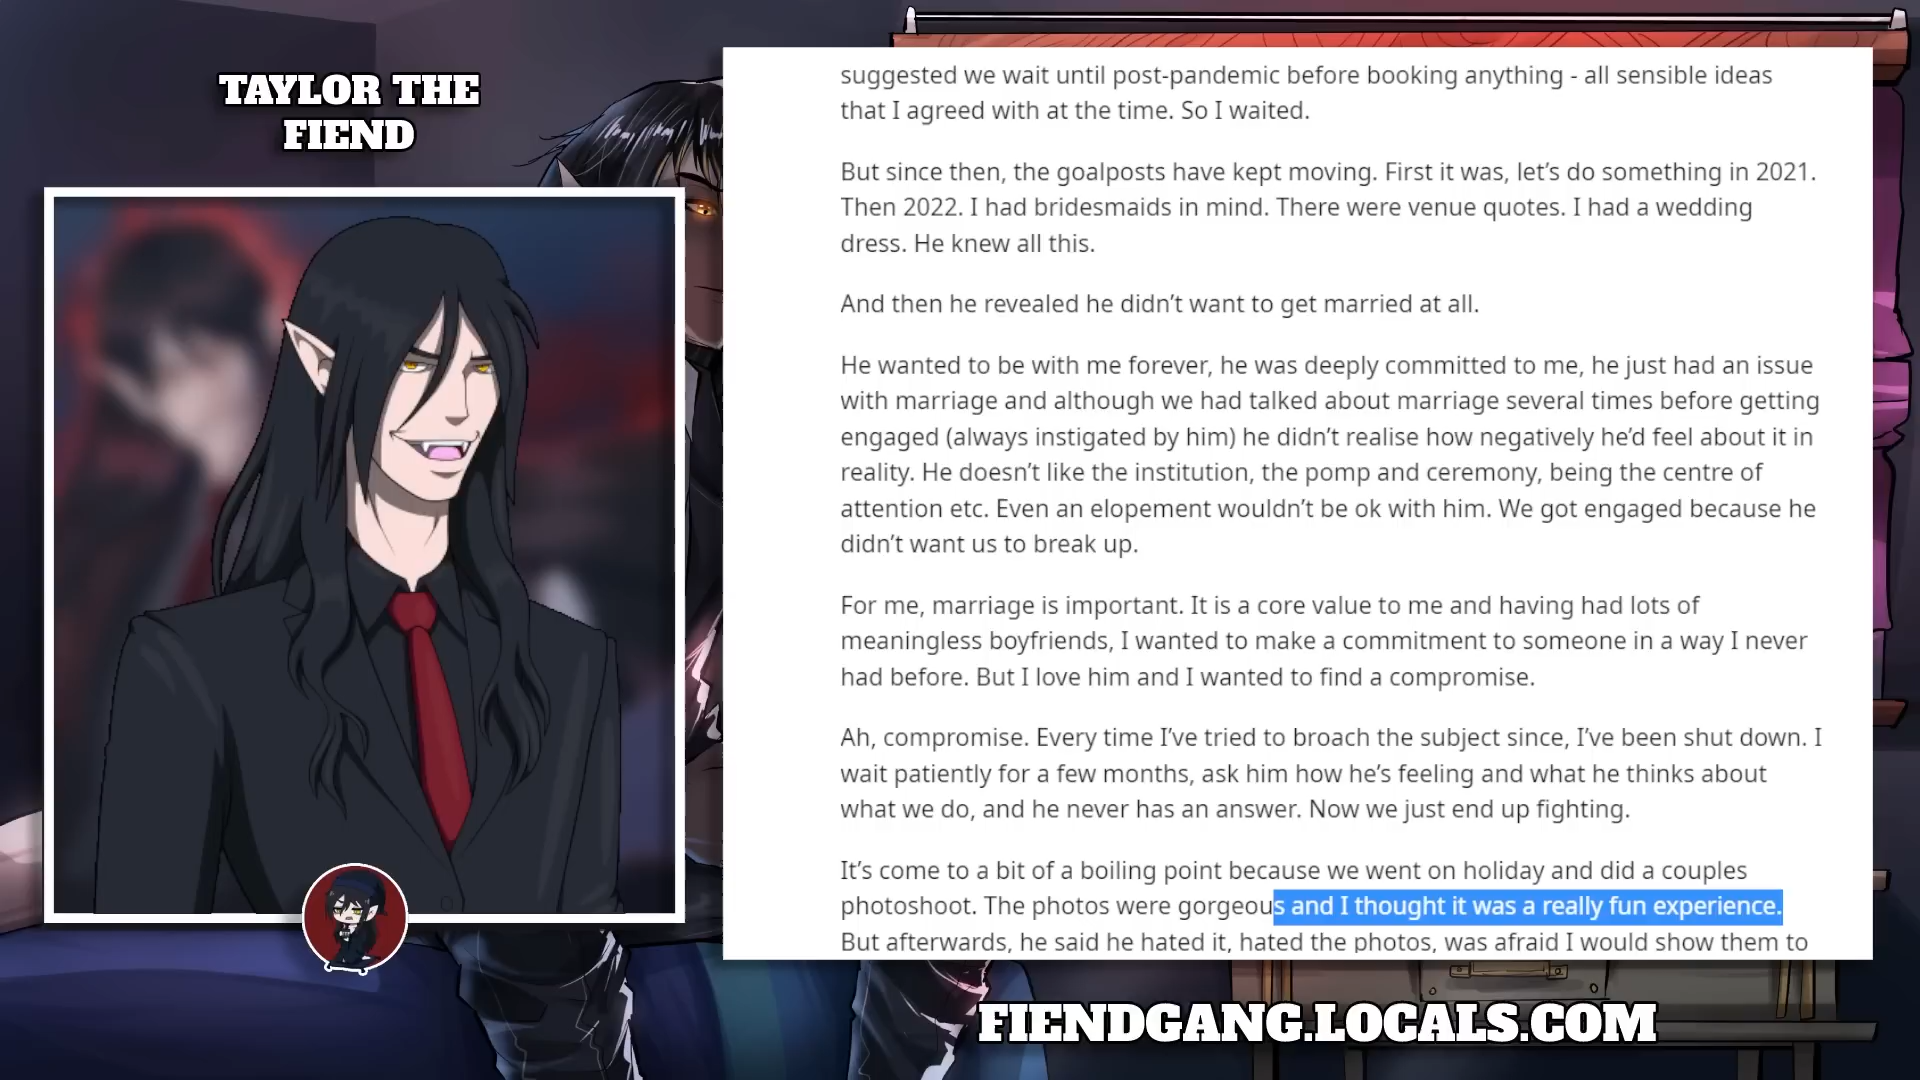 TAYLOR THE
FIEND
suggested we wait until post-pandemic before booking anything - all sensible ideas
that I agreed with at the time. So I waited.
But since then, the goalposts have kept moving. First it was, let’s do something in 2021.
Then 2022. I had bridesmaids in mind. There were venue quotes. I had a wedding
dress. He knew all this.
And then he revealed he didn’t want to get married at all.
He wanted to be with me forever, he was deeply committed to me, he just had an issue
with marriage and although we had talked about marriage several times before getting
engaged (always instigated by him) he didn’t realise how negatively he’d feel about it in
reality. He doesn’t like the institution, the pomp and ceremony, being the centre of
attention etc. Even an elopement wouldn’t be ok with him. We got engaged because he
didn’t want us to break up.
For me, marriage is important. It is a core value to me and having had lots of
meaningless boyfriends, I wanted to make a commitment to someone in a way I never
had before. But I love him and I wanted to find a compromise.
Ah, compromise. Every time I’ve tried to broach the subject since, I’ve been shut down. I
wait patiently for a few months, ask him how he’s feeling and what he thinks about
what we do, and he never has an answer. Now we just end up fighting.
It’s come to a bit of a boiling point because we went on holiday and did a couples
photoshoot. The photos were gorgeous and I thought it was a really fun experience.
But afterwards, he said he hated it, hated the photos, was afraid I would show them to
FIENDGANG.LOCALS.COM